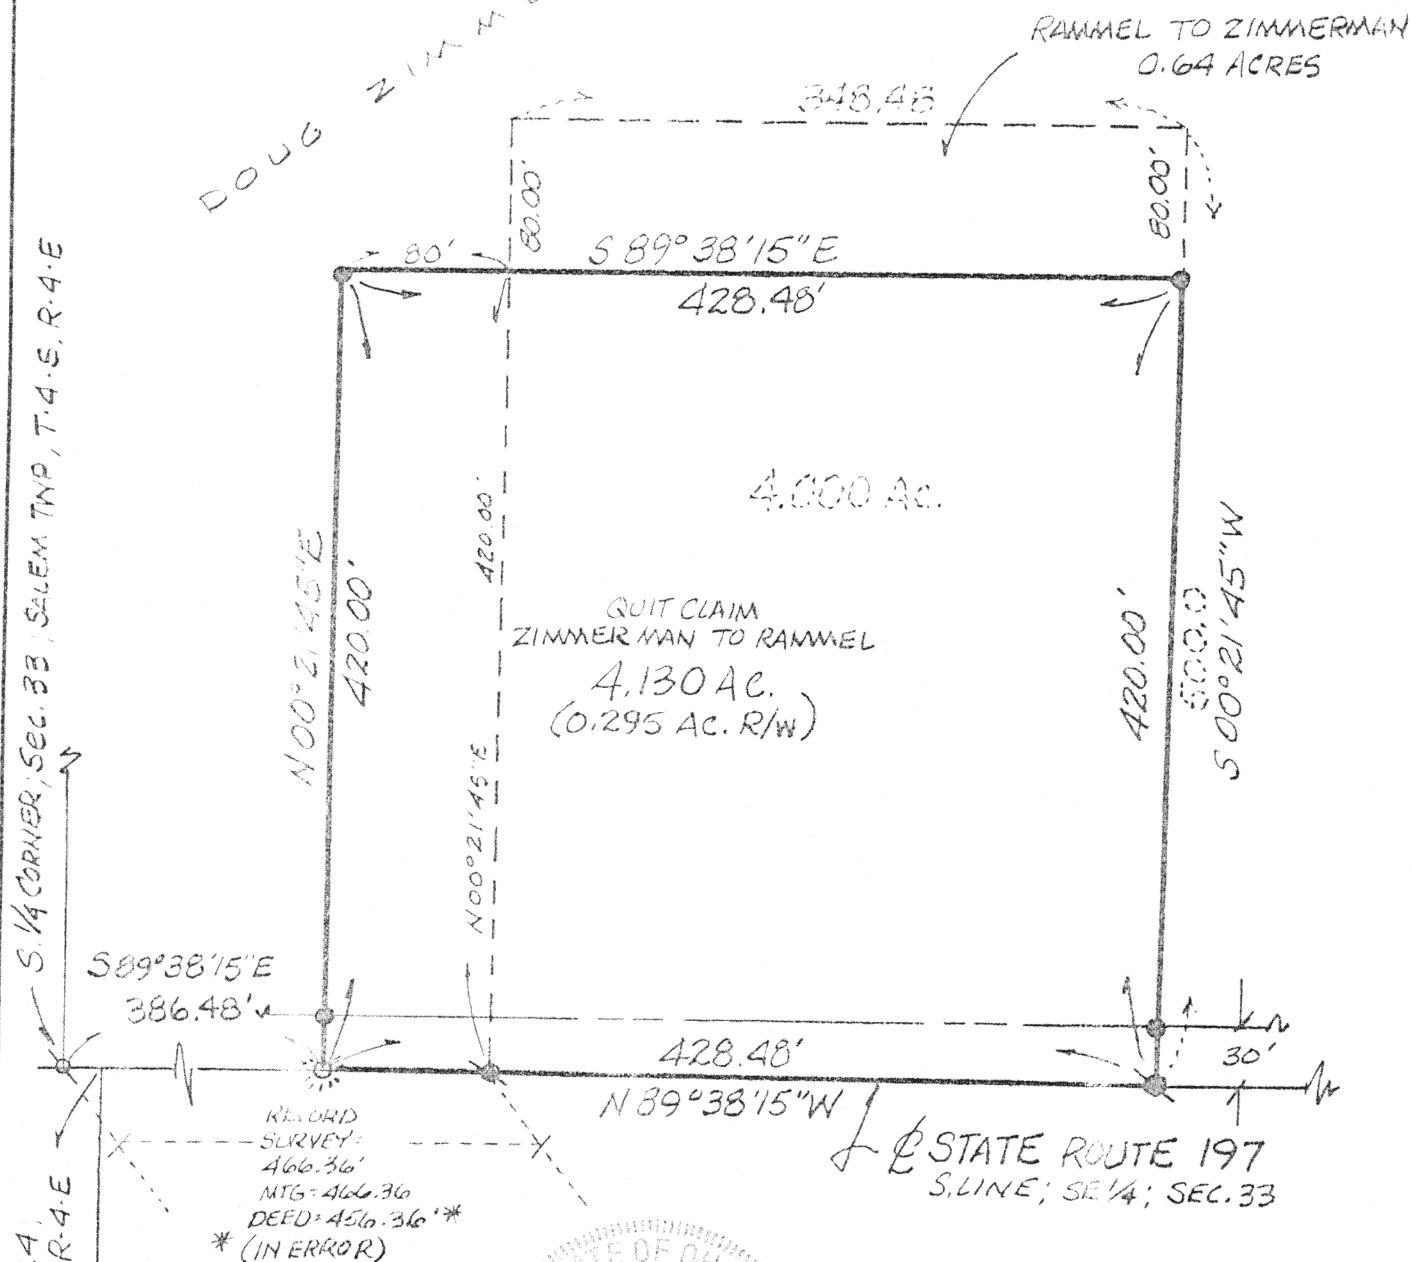 RAMMEL TO ZIMMERMAN
0.64 ACRES
DOUG
348.48
80.00'
80.00'
80'
S 89° 38' 15" E
428.48'
S. 1/4 CORNER, SEC. 33, SALEM TWP, T-4-S, R-4-E
4.000 AC.
N 00° 21' 45" E
420.00'
420.00'
N 00° 21' 45" E
QUIT CLAIM
ZIMMERMAN TO RAMMEL
4.130 AC.
(0.295 AC. R/W)
420.00'
500.0
S 00° 21' 45" W
S 89° 38' 15" E
386.48'
428.48'
N 89° 38' 15" W
30'
RECORD
SURVEY =
466.36'
MTG = 466.36
DEED = 456.36' *
* (IN ERROR)
℄ STATE ROUTE 197
S. LINE; SE 1/4; SEC. 33
R-4-E